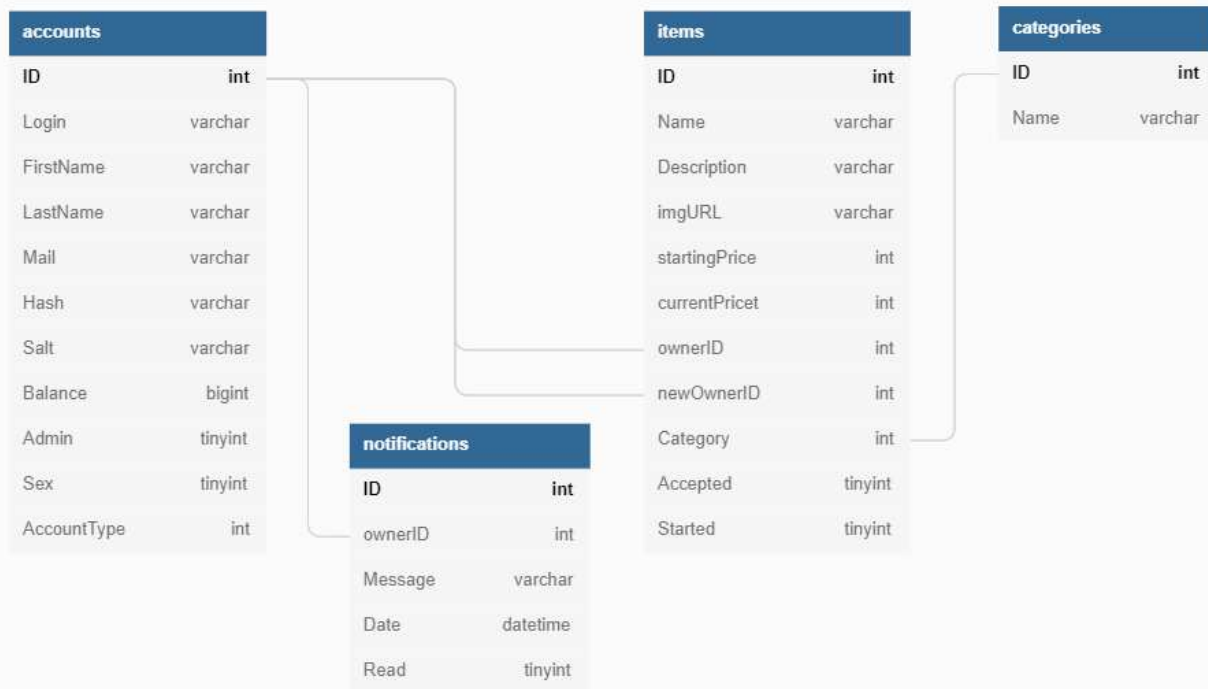 accounts
ID int
Login varchar
FirstName varchar
LastName varchar
Mail varchar
Hash varchar
Salt varchar
Balance bigint
Admin tinyint
Sex tinyint
AccountType int
notifications
ID int
ownerID int
Message varchar
Date datetime
Read tinyint
items
ID int
Name varchar
Description varchar
imgURL varchar
startingPrice int
currentPricet int
ownerID int
newOwnerID int
Category int
Accepted tinyint
Started tinyint
categories
ID int
Name varchar